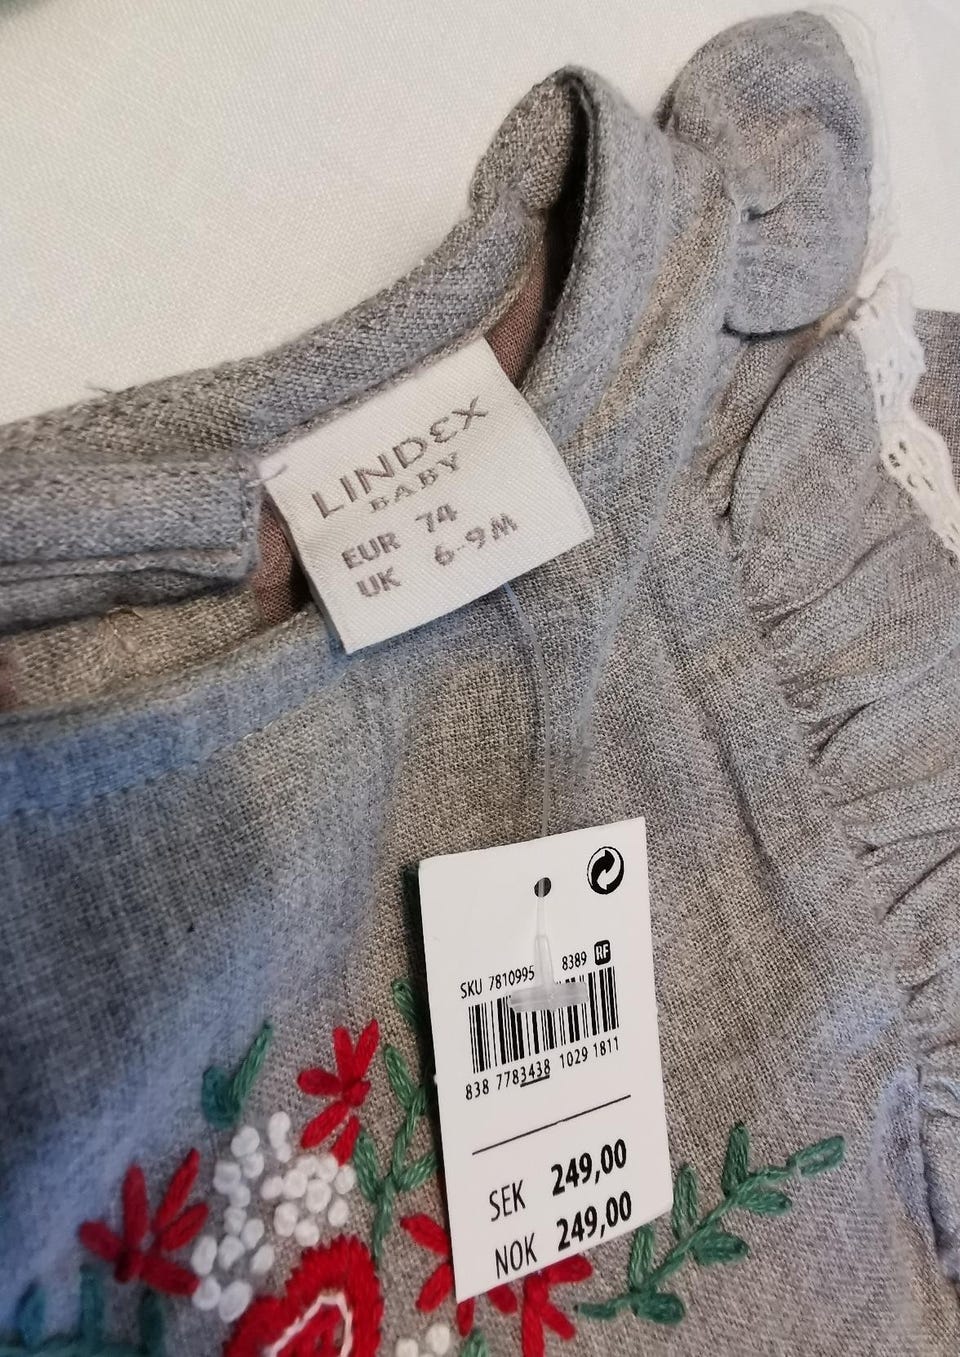 LINDEX
BABY
EUR 74
UK 6-9M
SKU 7810995 8389 RF
838 7783438 1029 1811
SEK 249,00
NOK 249,00